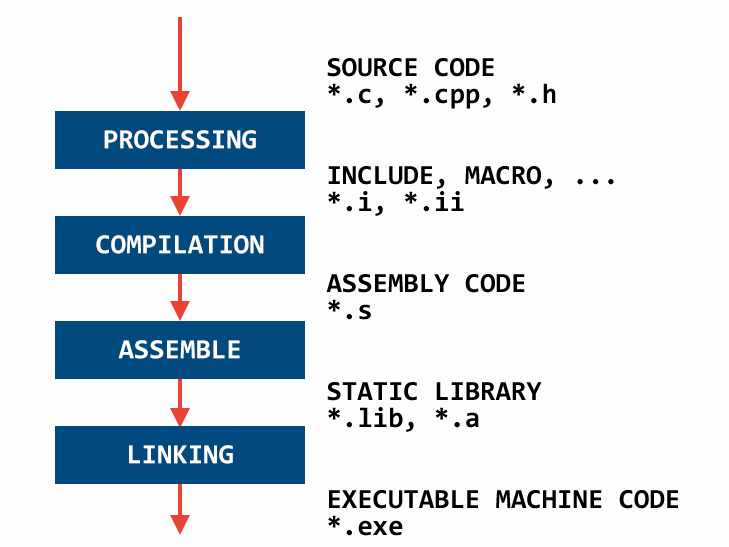 SOURCE CODE
*.c, *.cpp, *.h
PROCESSING
INCLUDE, MACRO, ...
*.i, *.ii
COMPILATION
ASSEMBLY CODE
*.s
ASSEMBLE
STATIC LIBRARY
*.lib, *.a
LINKING
EXECUTABLE MACHINE CODE
*.exe